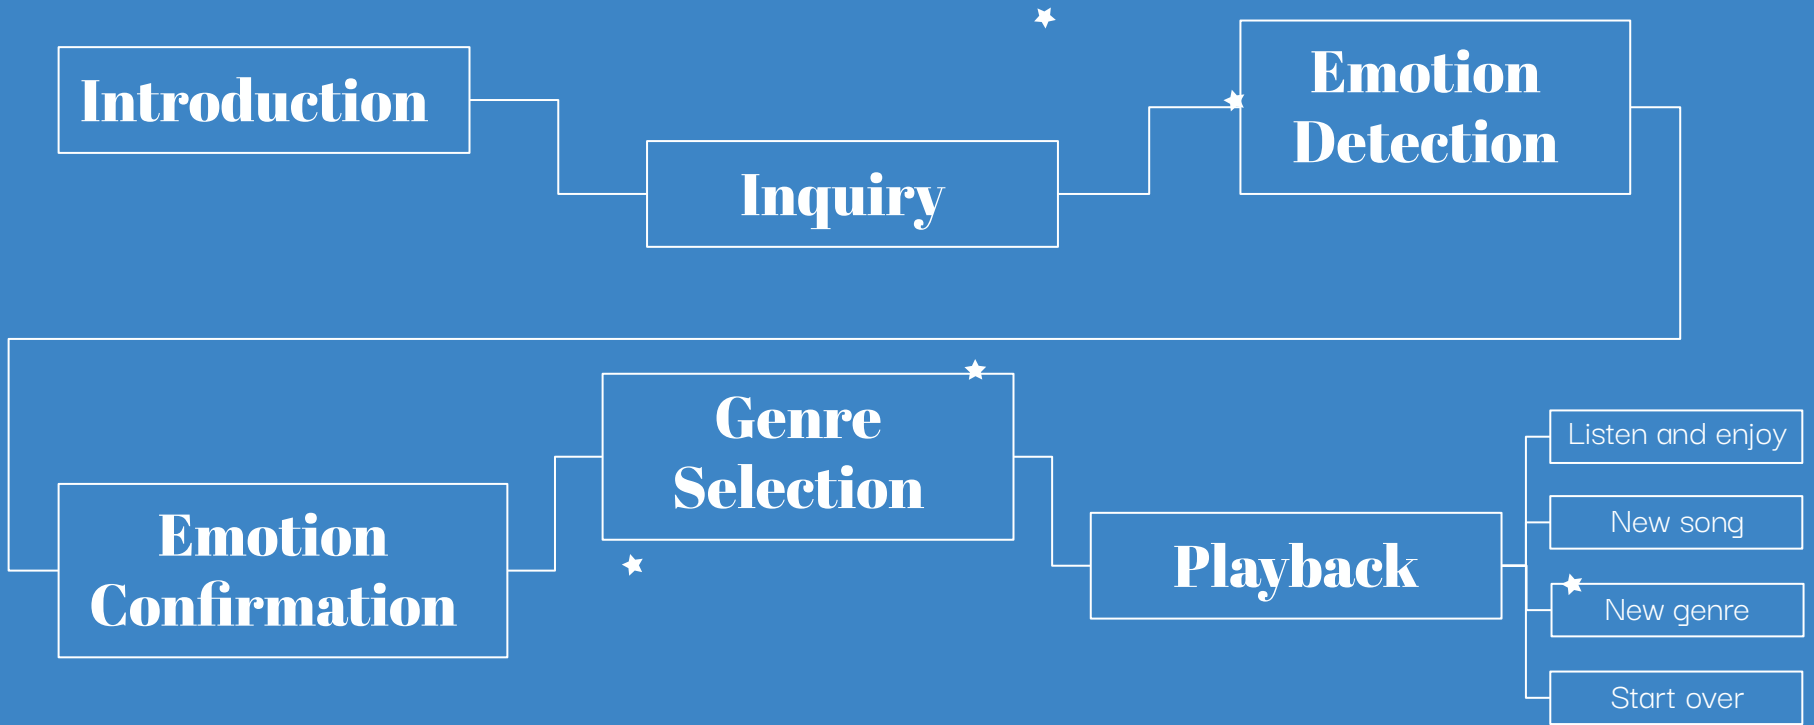 Introduction
Inquiry
Emotion
Detection
Emotion
Confirmation
Genre
Selection
Playback
Listen and enjoy
New song
New genre
Start over